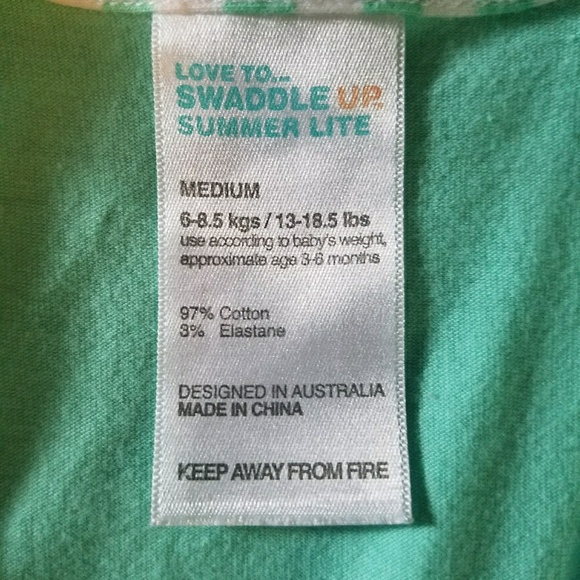 LOVE TO...
SWADDLE UP
SUMMER LITE
MEDIUM
6-8.5 kgs / 13-18.5 lbs
use according to baby's weight,
approximate age 3-6 months
97% Cotton
3% Elastane
DESIGNED IN AUSTRALIA
MADE IN CHINA
KEEP AWAY FROM FIRE